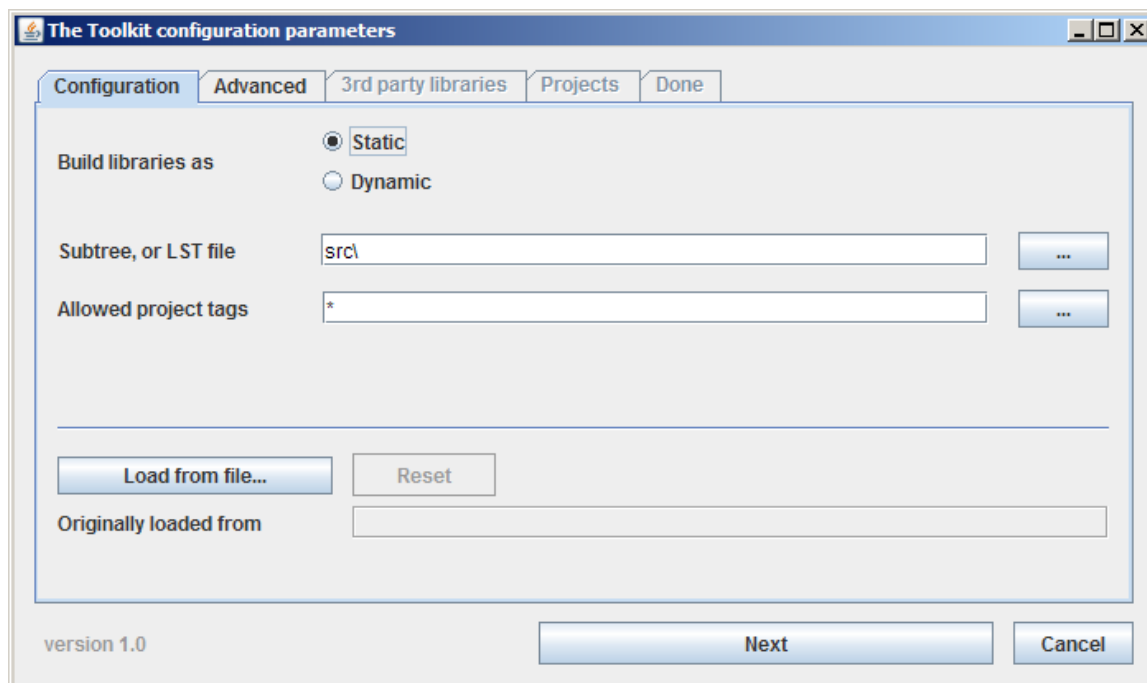 The Toolkit configuration parameters
Configuration Advanced 3rd party libraries Projects Done
Build libraries as
Static
Dynamic
Subtree, or LST file src\ ...
Allowed project tags * ...
Load from file... Reset
Originally loaded from
version 1.0 Next Cancel